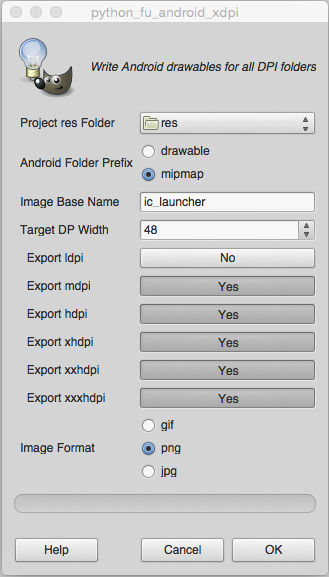 python_fu_android_xdpi
Write Android drawables for all DPI folders
Project res Folder res
Android Folder Prefix
drawable
mipmap
Image Base Name ic_launcher
Target DP Width 48
Export ldpi No
Export mdpi Yes
Export hdpi Yes
Export xhdpi Yes
Export xxhdpi Yes
Export xxxhdpi Yes
Image Format
gif
png
jpg
Help Cancel OK